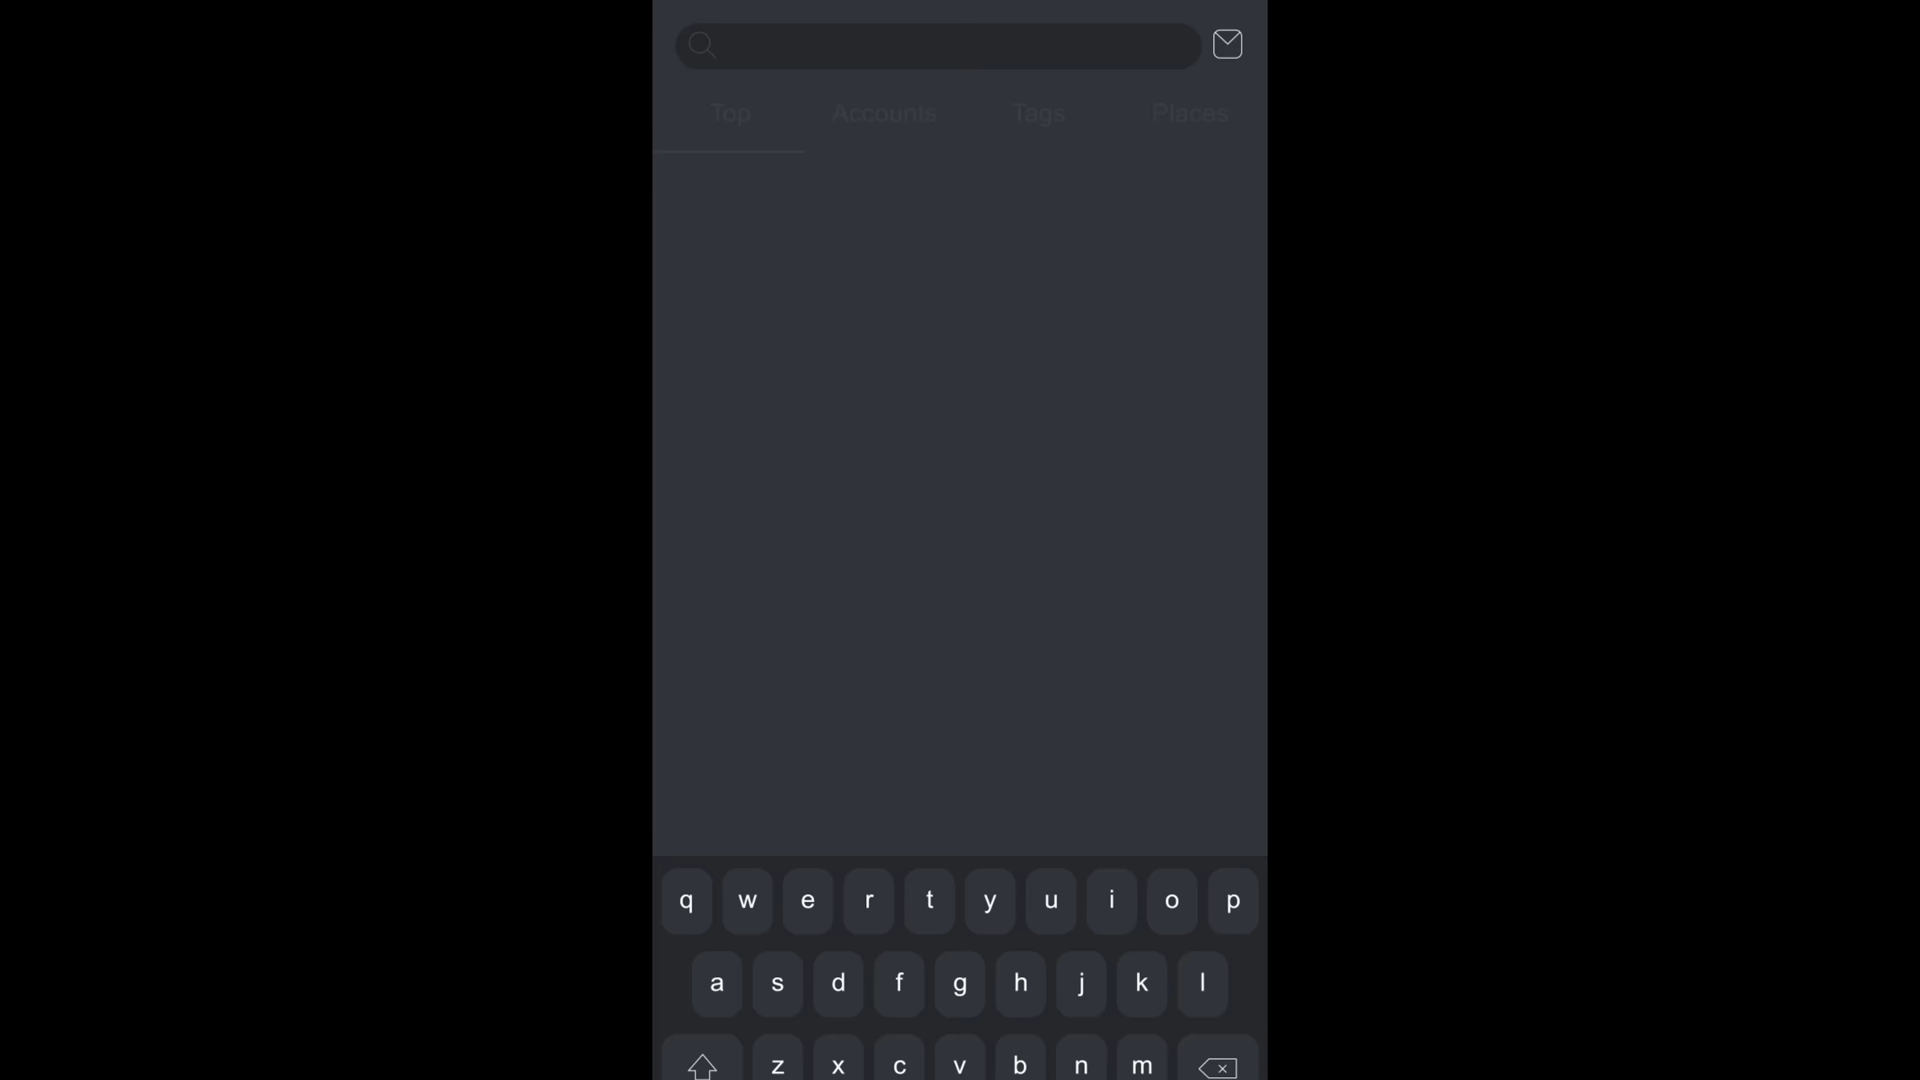 Top Accounts Tags Places
q w e r t y u i o p
a s d f g h j k l
z x c v b n m